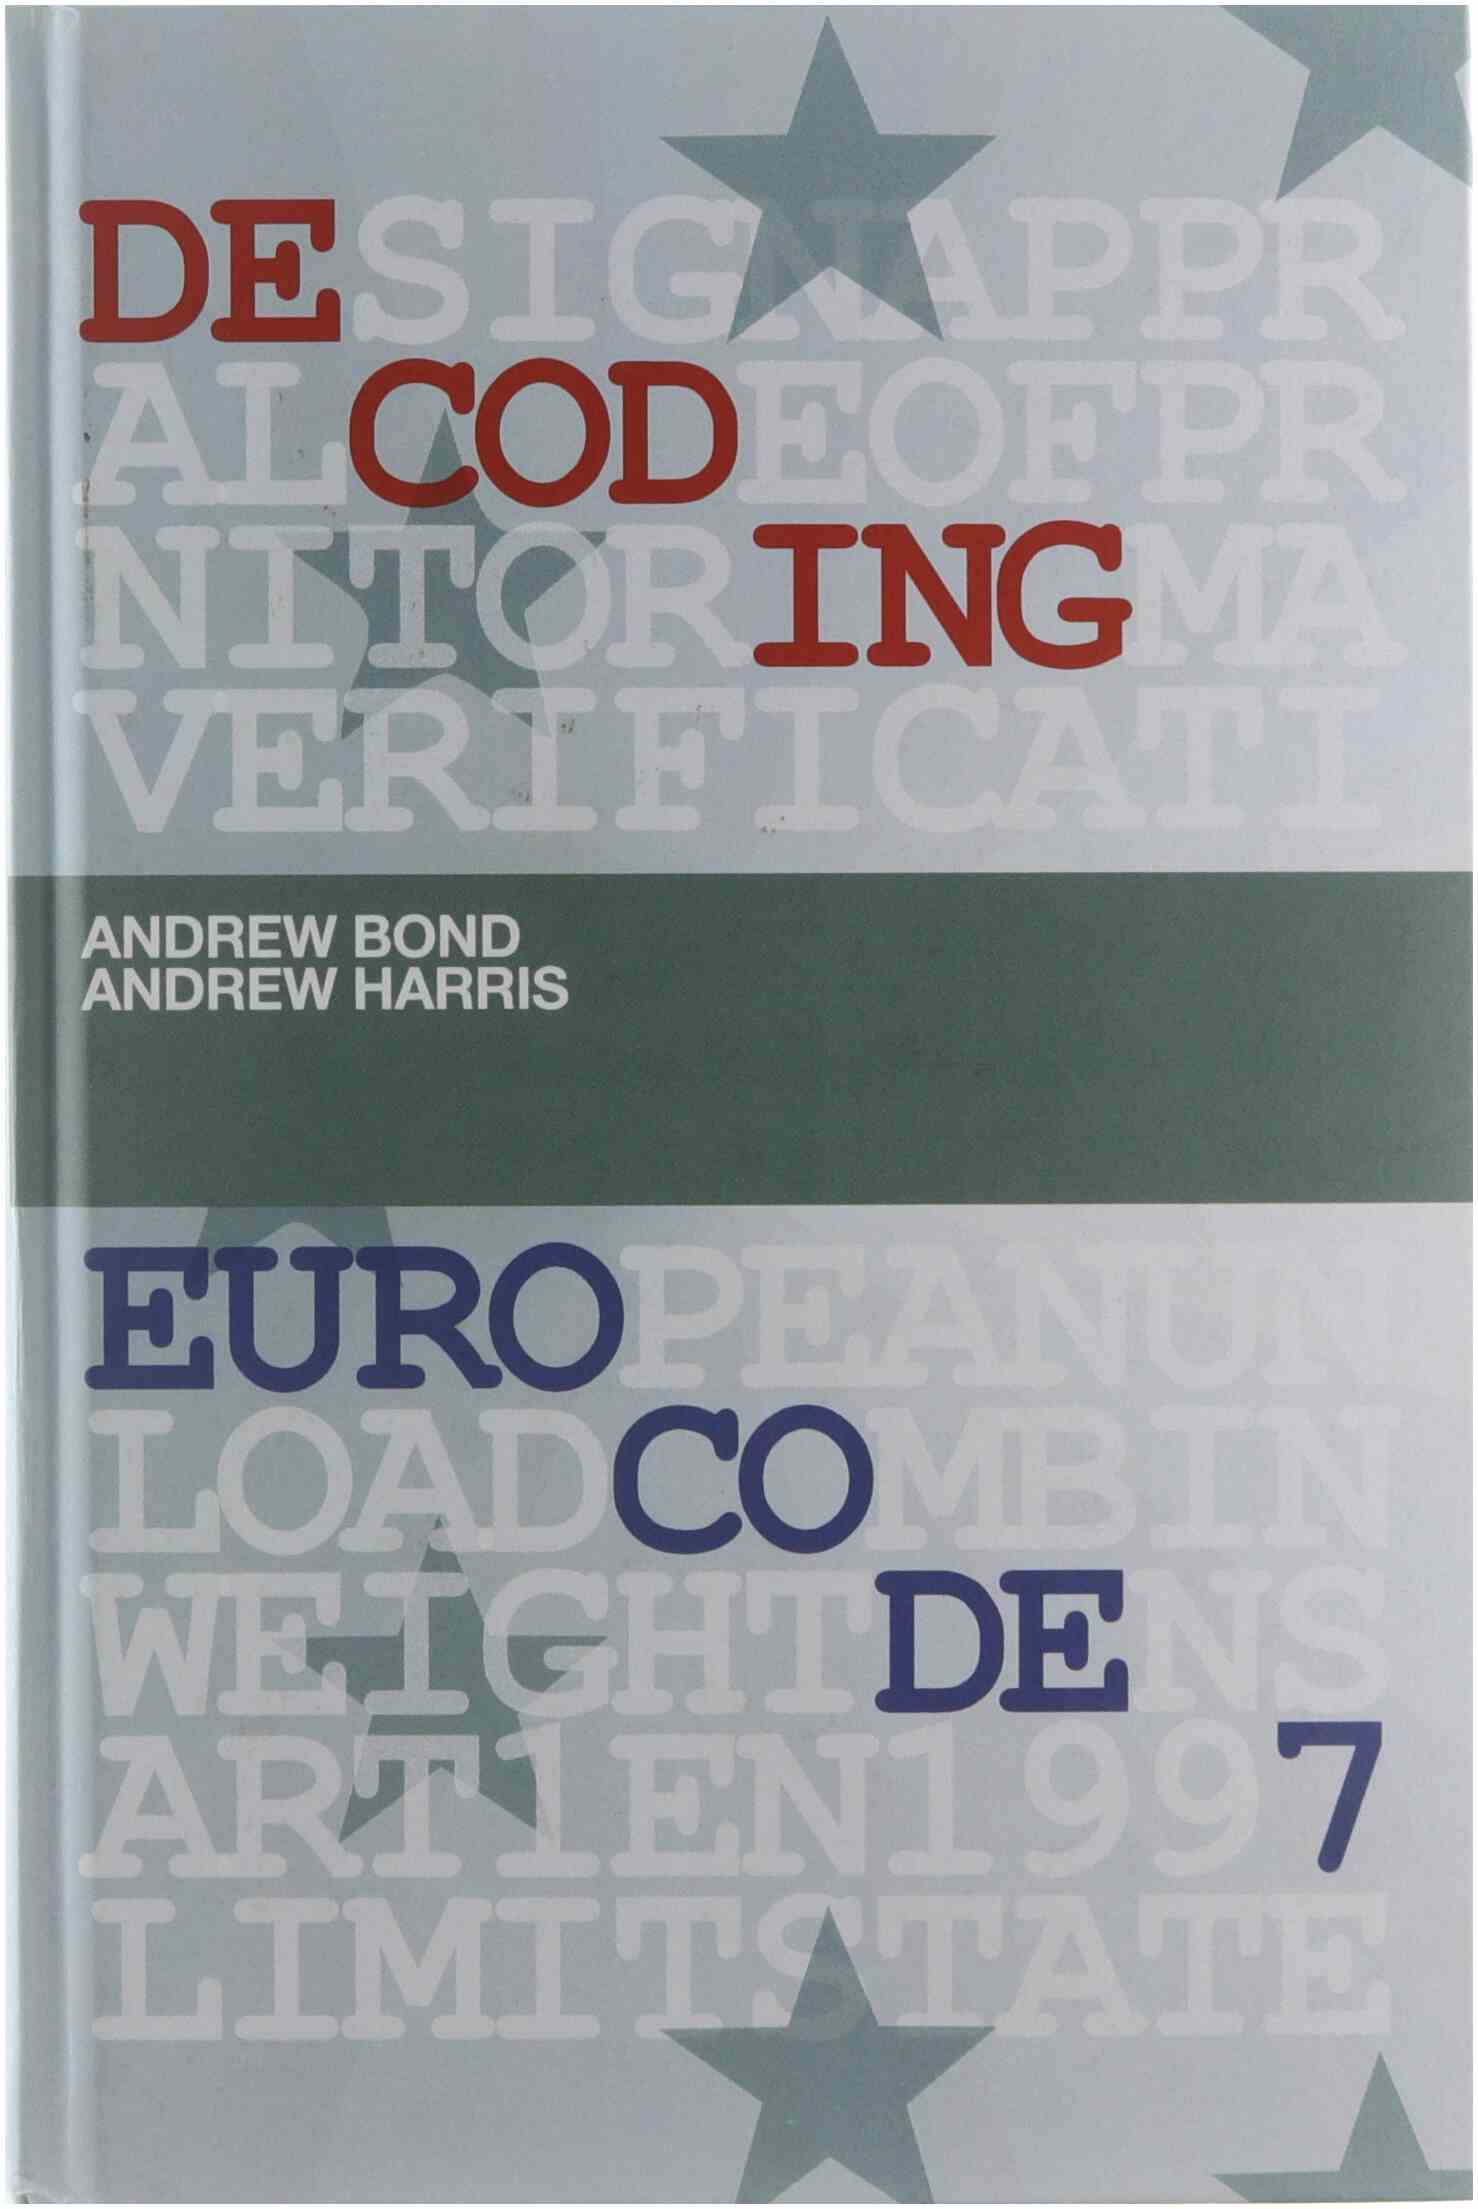 DESIGNAPPR
ALCODEOFPR
NITORINGMA
VERIFICATI
ANDREW BOND
ANDREW HARRIS
EUROPEANUN
LOADCOMBIN
WEIGHTDENS
ART1EN1997
LIMITSTATE